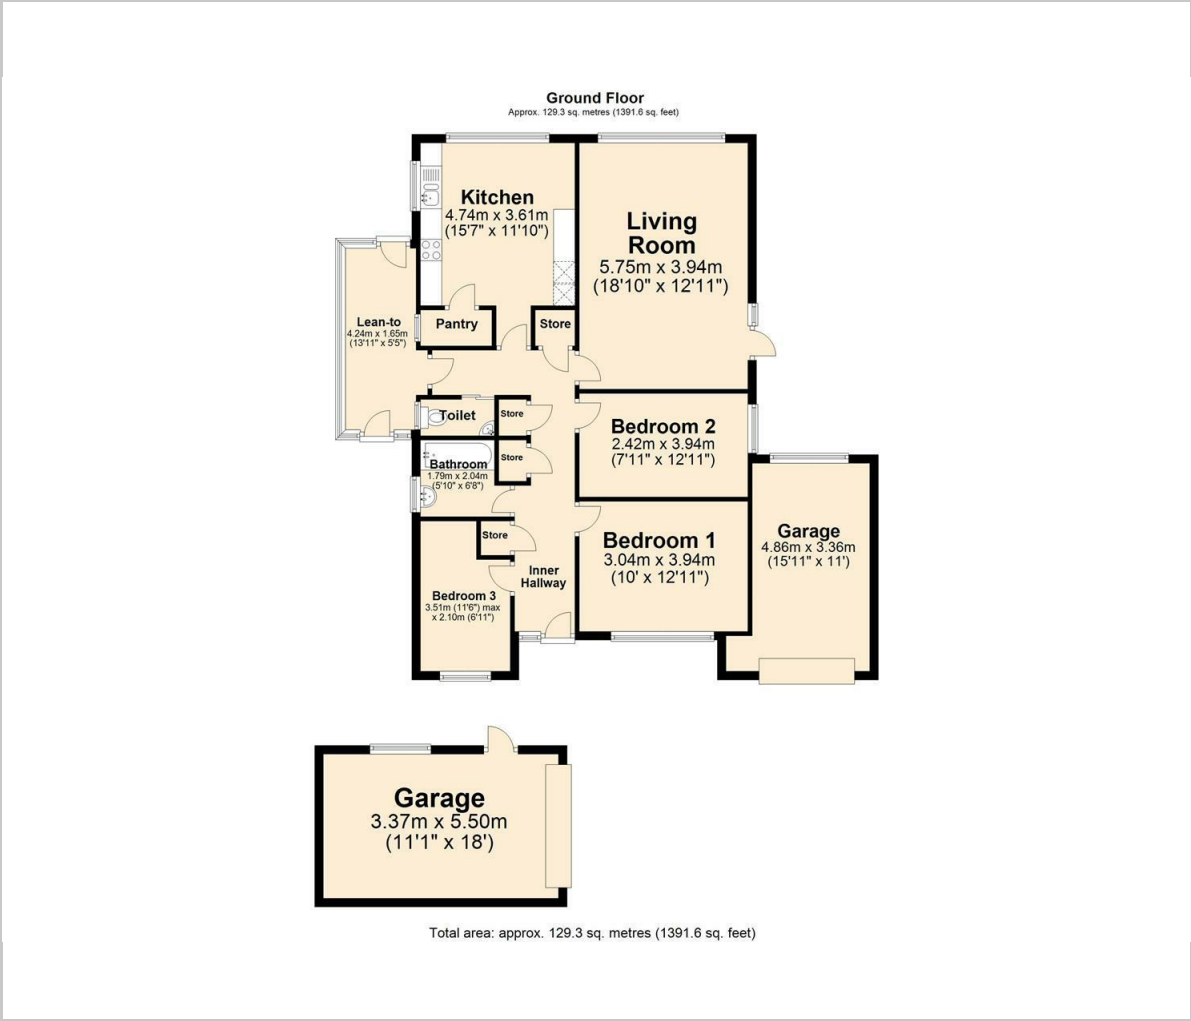 Ground Floor
Approx. 129.3 sq. metres (1391.6 sq. feet)
Kitchen
4.74m x 3.61m
(15'7" x 11'10")
Living
Room
5.75m x 3.94m
(18'10" x 12'11")
Lean-to
4.24m x 1.65m
(13'11" x 5'5")
Pantry
Store
Toilet
Store
Bedroom 2
2.42m x 3.94m
(7'11" x 12'11")
Bathroom
1.79m x 2.04m
(5'10" x 6'8")
Store
Store
Bedroom 1
3.04m x 3.94m
(10' x 12'11")
Garage
4.86m x 3.36m
(15'11" x 11')
Inner
Hallway
Bedroom 3
3.51m (11'6") max
x 2.10m (6'11")
Garage
3.37m x 5.50m
(11'1" x 18')
Total area: approx. 129.3 sq. metres (1391.6 sq. feet)